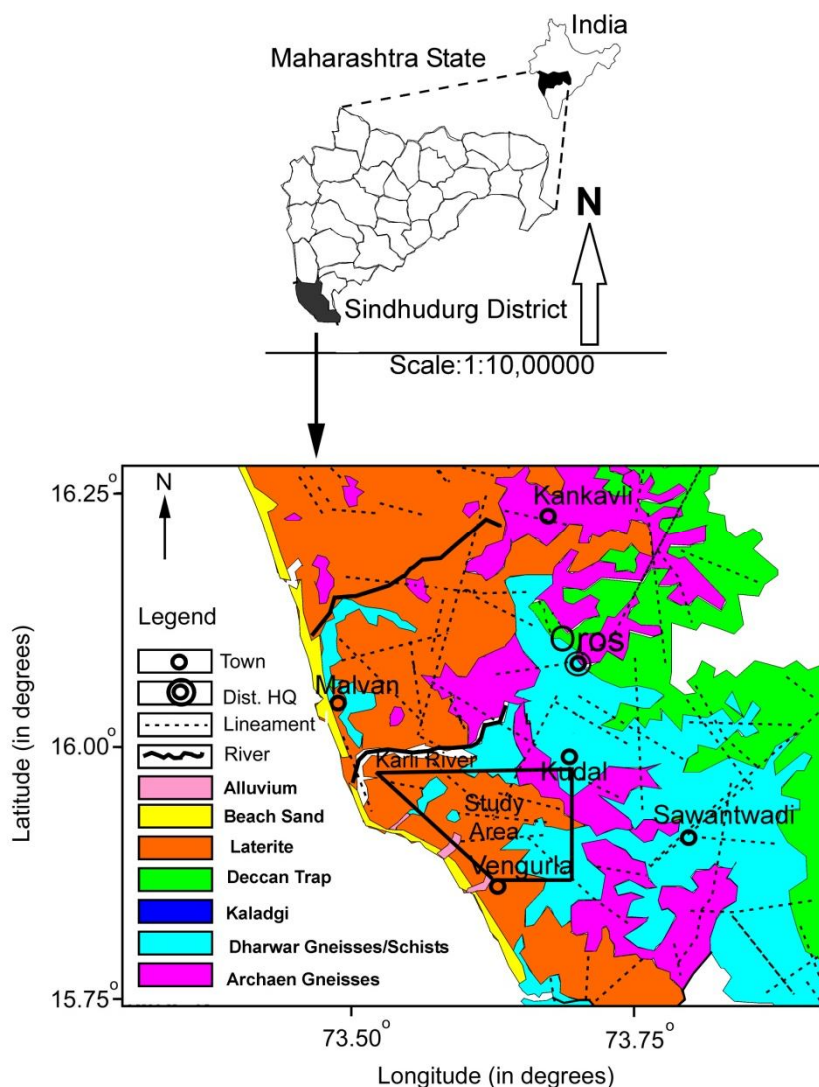 India
Maharashtra State
N
Sindhudurg District
Scale:1:10,00000
16.25°
N
Kankavli
Legend
Oros
Town
Dist. HQ
Malvan
Lineament
16.00°
River
Karli River
Kudal
Alluvium
Study
Area
Sawantwadi
Beach Sand
Laterite
Vengurla
Deccan Trap
Kaladgi
Dharwar Gneisses/Schists
Archaen Gneisses
15.75°
73.50°
73.75°
Latitude (in degrees)
Longitude (in degrees)